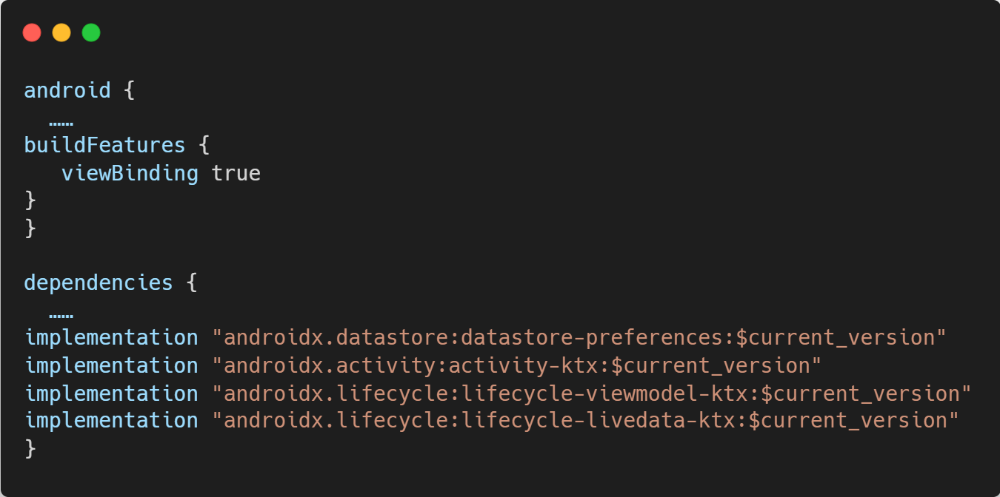 android {
  ……
buildFeatures {
   viewBinding true
}
}

dependencies {
  ……
implementation "androidx.datastore:datastore-preferences:$current_version"
implementation "androidx.activity:activity-ktx:$current_version"
implementation "androidx.lifecycle:lifecycle-viewmodel-ktx:$current_version"
implementation "androidx.lifecycle:lifecycle-livedata-ktx:$current_version"
}